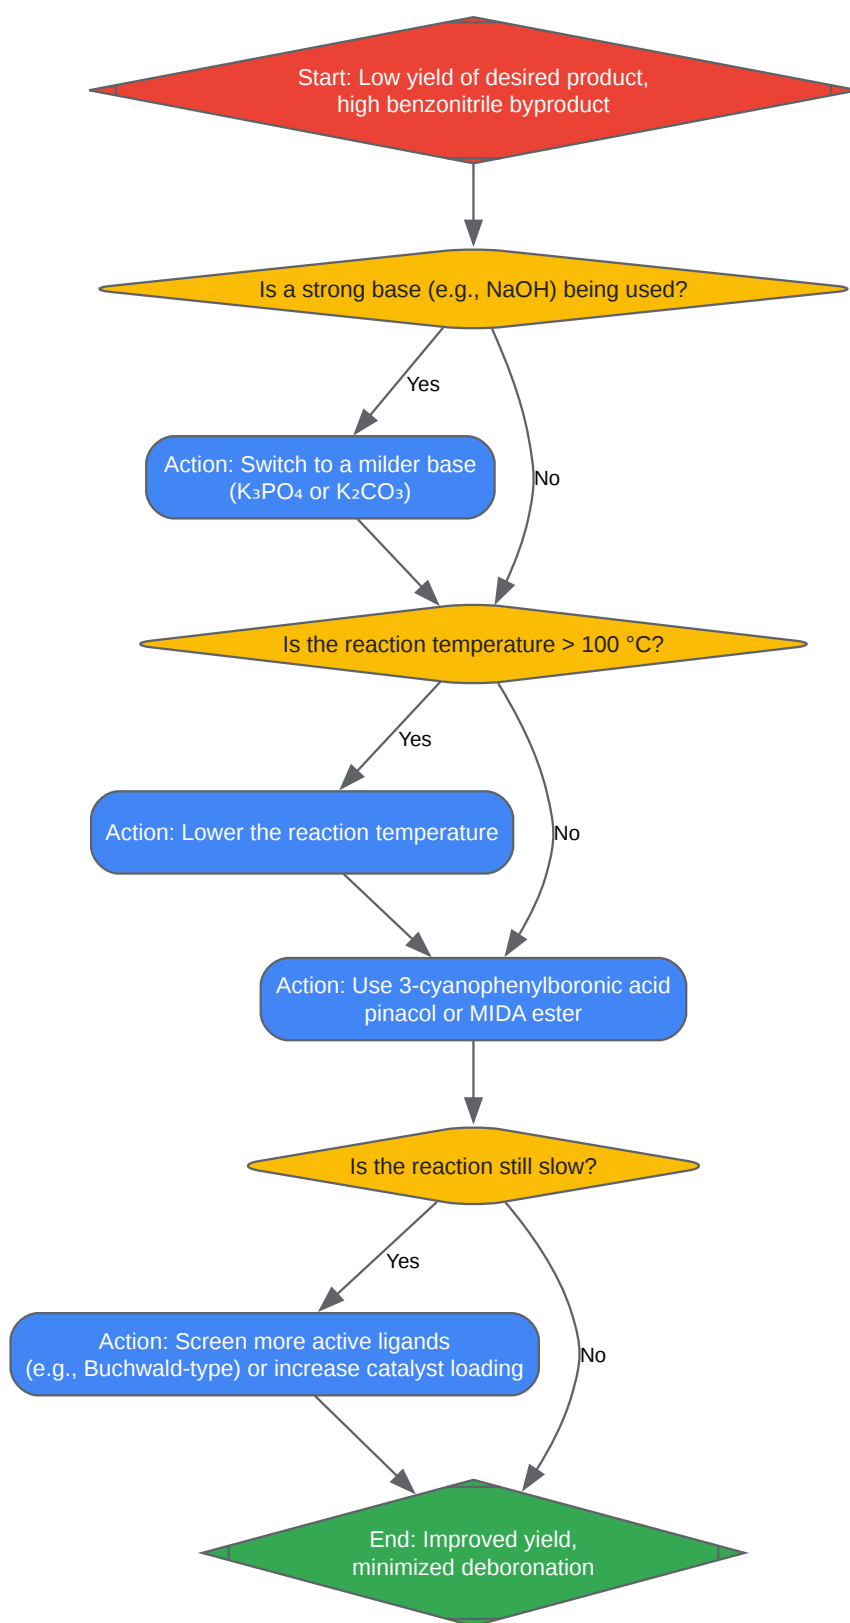 Start: Low yield of desired product,
high benzonitrile byproduct
Is a strong base (e.g., NaOH) being used?
Yes
Action: Switch to a milder base
(K₃PO₄ or K₂CO₃)
No
Is the reaction temperature > 100 °C?
Yes
Action: Lower the reaction temperature
No
Action: Use 3-cyanophenylboronic acid
pinacol or MIDA ester
Is the reaction still slow?
Yes
Action: Screen more active ligands
(e.g., Buchwald-type) or increase catalyst loading
No
End: Improved yield,
minimized deboronation